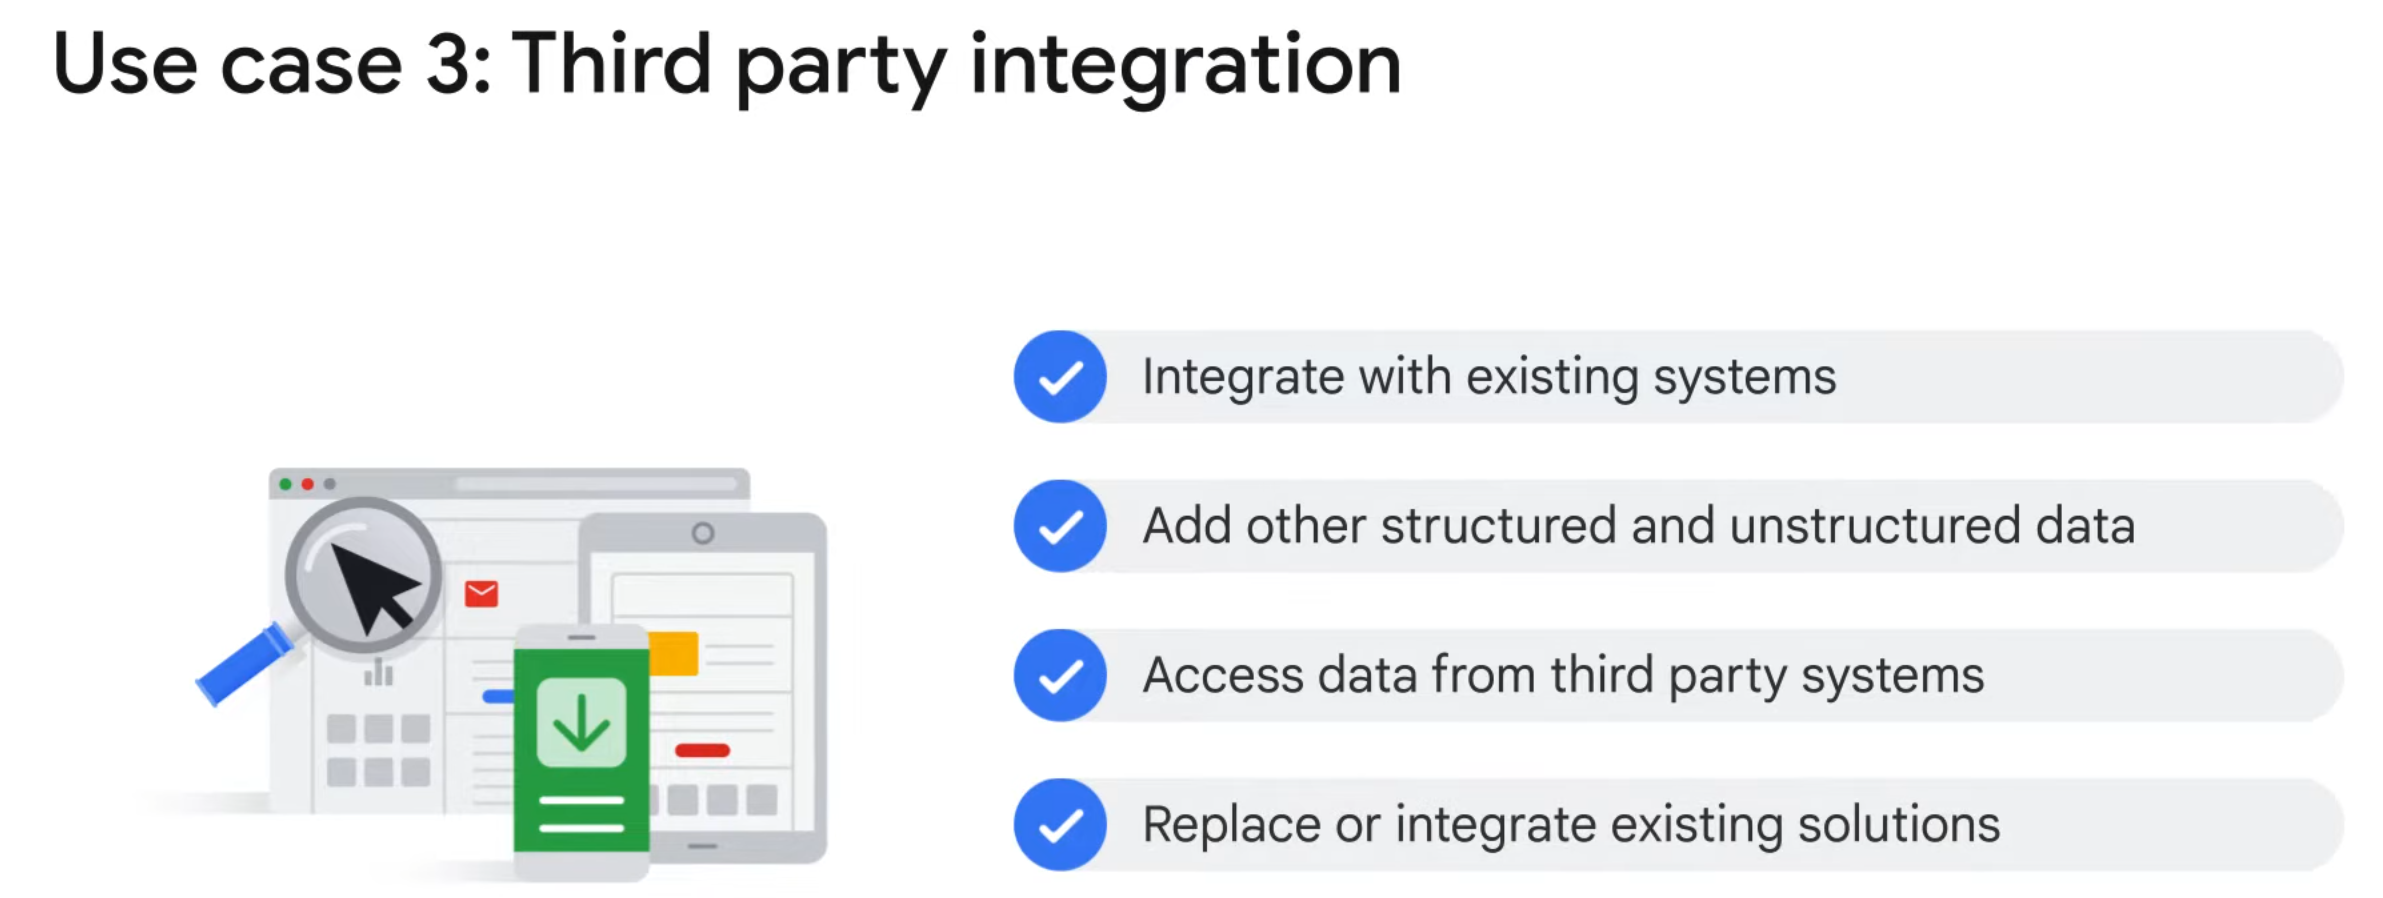 Use case 3: Third party integration
Integrate with existing systems
Add other structured and unstructured data
Access data from third party systems
Replace or integrate existing solutions